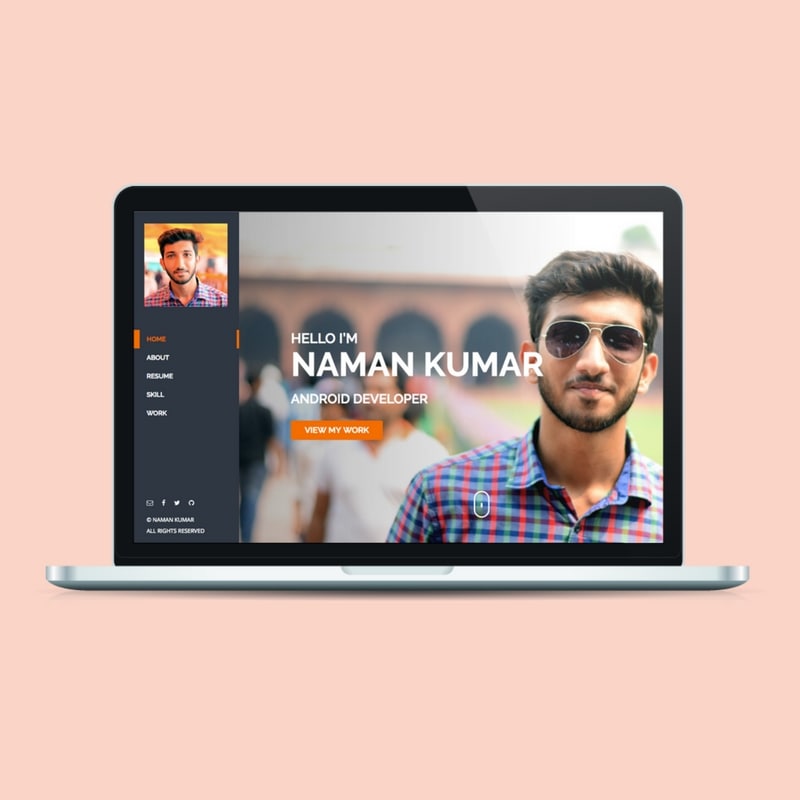 HOME
ABOUT
RESUME
SKILL
WORK
© NAMAN KUMAR
ALL RIGHTS RESERVED
HELLO I'M
NAMAN KUMAR
ANDROID DEVELOPER
VIEW MY WORK